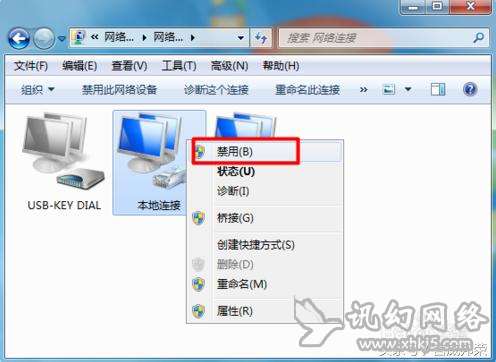 « 网络... ▸ 网络... ▸
搜索 网络连接
文件(F) 编辑(E) 查看(V) 工具(T) 高级(N) 帮助(H)
组织 禁用此网络设备 诊断这个连接 重命名此连接 »
USB-KEY DIAL
本地连接
禁用(B)
状态(U)
诊断(I)
桥接(G)
创建快捷方式(S)
删除(D)
重命名(M)
属性(R)
讯幻网络
www.xhkj5.com